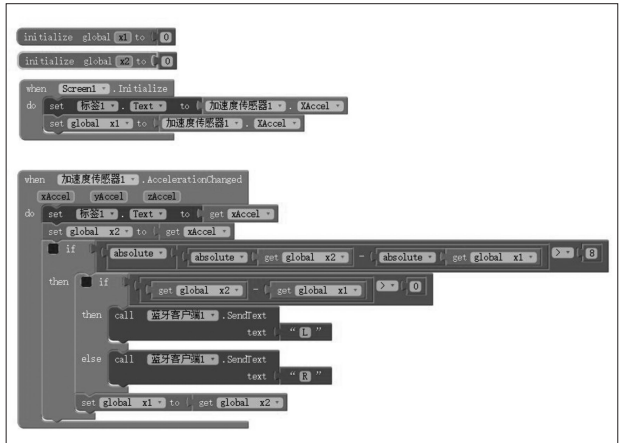 initialize global x1 to 0
initialize global x2 to 0
when Screen1 .Initialize
do set 标签1 . Text to 加速度传感器1 . XAccel
set global x1 to 加速度传感器1 . XAccel
when 加速度传感器1 .AccelerationChanged
xAccel yAccel zAccel
do set 标签1 . Text to get xAccel
set global x2 to get xAccel
if absolute absolute get global x2 - absolute get global x1 > 8
then if get global x2 - get global x1 > 0
then call 蓝牙客户端1 .SendText
text “ L ”
else call 蓝牙客户端1 .SendText
text “ R ”
set global x1 to get global x2